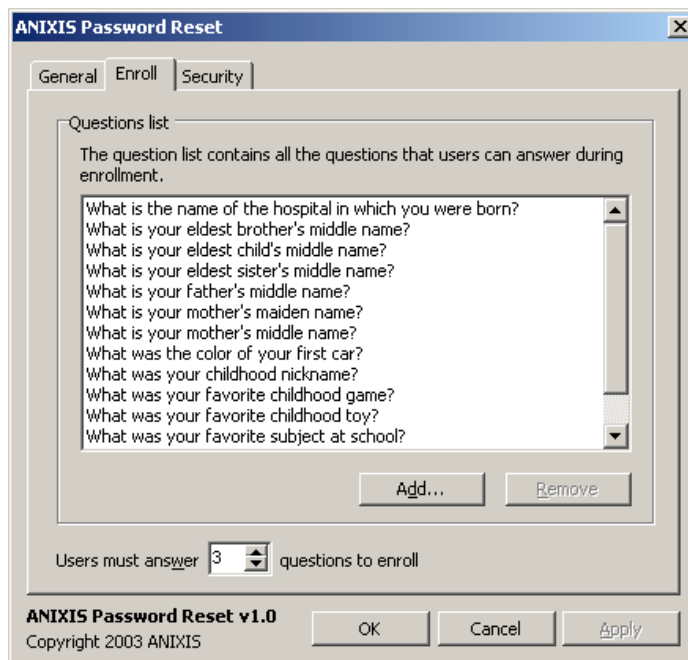 ANIXIS Password Reset
General Enroll Security
Questions list
The question list contains all the questions that users can answer during
enrollment.
What is the name of the hospital in which you were born?
What is your eldest brother's middle name?
What is your eldest child's middle name?
What is your eldest sister's middle name?
What is your father's middle name?
What is your mother's maiden name?
What is your mother's middle name?
What was the color of your first car?
What was your childhood nickname?
What was your favorite childhood game?
What was your favorite childhood toy?
What was your favorite subject at school?
Add... Remove
Users must answer 3 questions to enroll
ANIXIS Password Reset v1.0
Copyright 2003 ANIXIS
OK Cancel Apply